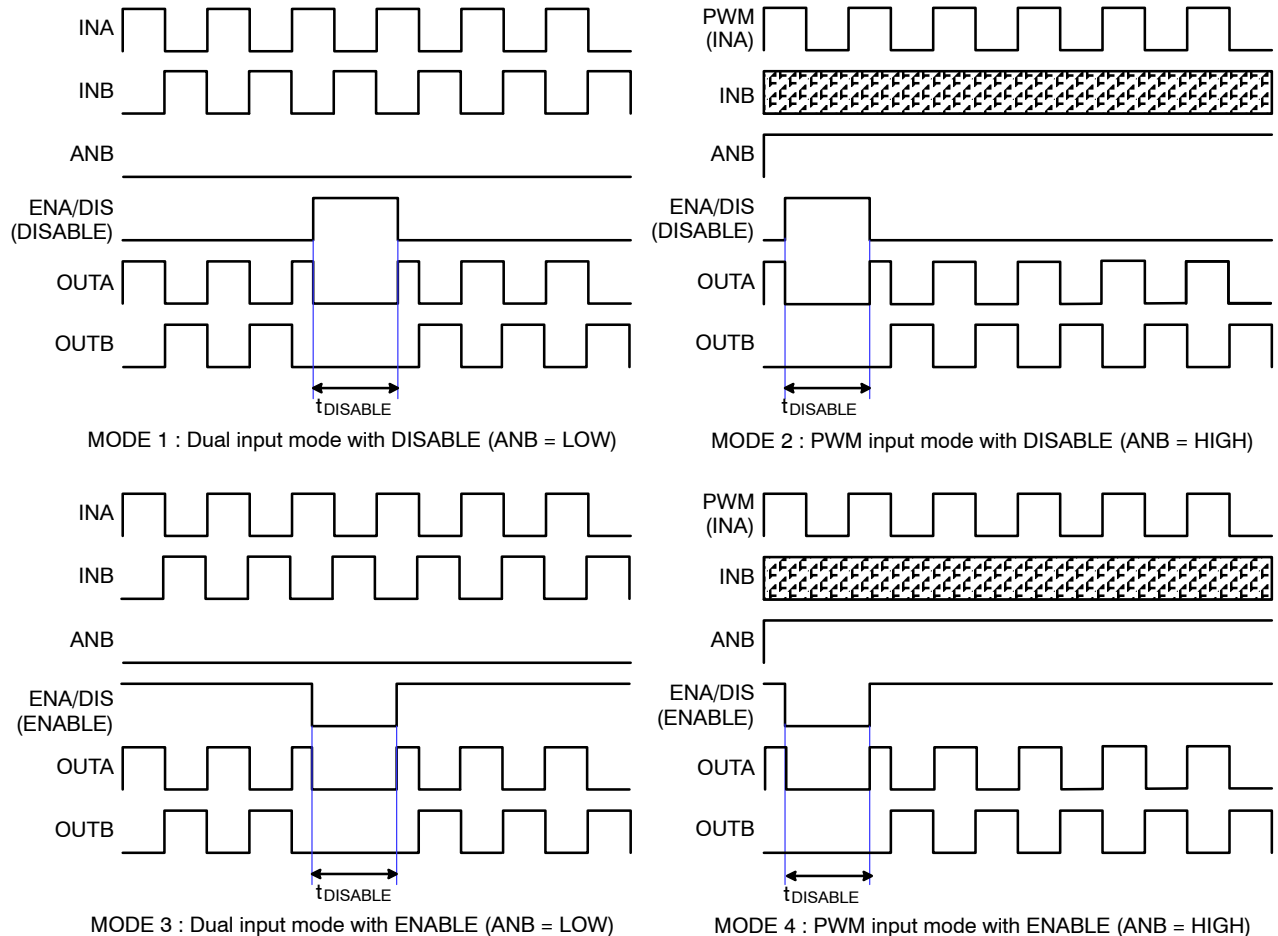 INA
INB
ANB
ENA/DIS
(DISABLE)
OUTA
OUTB
tDISABLE
MODE 1 : Dual input mode with DISABLE (ANB = LOW)
PWM
(INA)
INB
ANB
ENA/DIS
(DISABLE)
OUTA
OUTB
tDISABLE
MODE 2 : PWM input mode with DISABLE (ANB = HIGH)
INA
INB
ANB
ENA/DIS
(ENABLE)
OUTA
OUTB
tDISABLE
MODE 3 : Dual input mode with ENABLE (ANB = LOW)
PWM
(INA)
INB
ANB
ENA/DIS
(ENABLE)
OUTA
OUTB
tDISABLE
MODE 4 : PWM input mode with ENABLE (ANB = HIGH)